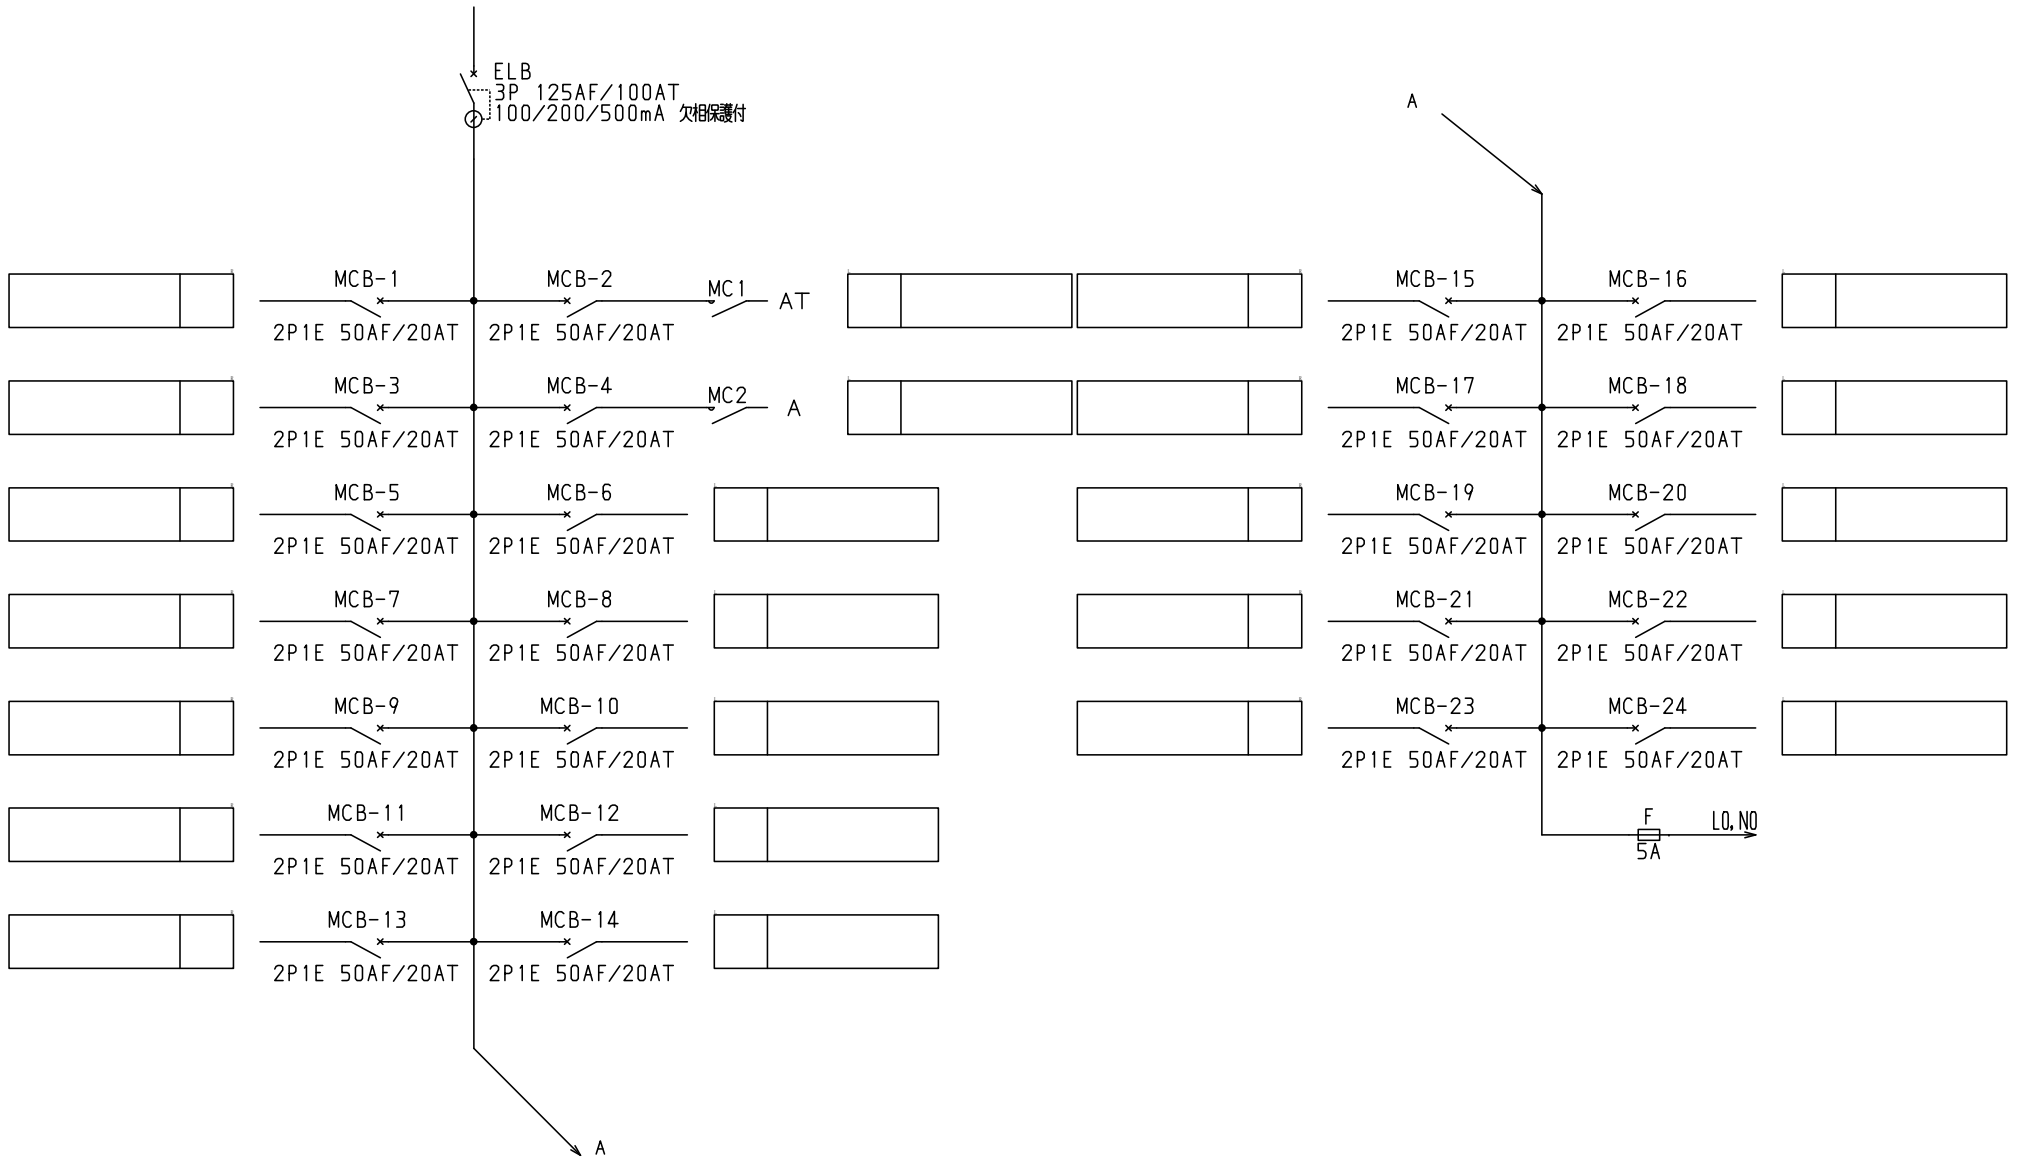 ELB
3P 125AF/100AT
100/200/500mA 欠相保護付
MCB-1
2P1E 50AF/20AT
MCB-2
2P1E 50AF/20AT
MC1
AT
MCB-3
2P1E 50AF/20AT
MCB-4
2P1E 50AF/20AT
MC2
A
MCB-5
2P1E 50AF/20AT
MCB-6
2P1E 50AF/20AT
MCB-7
2P1E 50AF/20AT
MCB-8
2P1E 50AF/20AT
MCB-9
2P1E 50AF/20AT
MCB-10
2P1E 50AF/20AT
MCB-11
2P1E 50AF/20AT
MCB-12
2P1E 50AF/20AT
MCB-13
2P1E 50AF/20AT
MCB-14
2P1E 50AF/20AT
A
A
MCB-15
2P1E 50AF/20AT
MCB-16
2P1E 50AF/20AT
MCB-17
2P1E 50AF/20AT
MCB-18
2P1E 50AF/20AT
MCB-19
2P1E 50AF/20AT
MCB-20
2P1E 50AF/20AT
MCB-21
2P1E 50AF/20AT
MCB-22
2P1E 50AF/20AT
MCB-23
2P1E 50AF/20AT
MCB-24
2P1E 50AF/20AT
F
5A
L0,N0